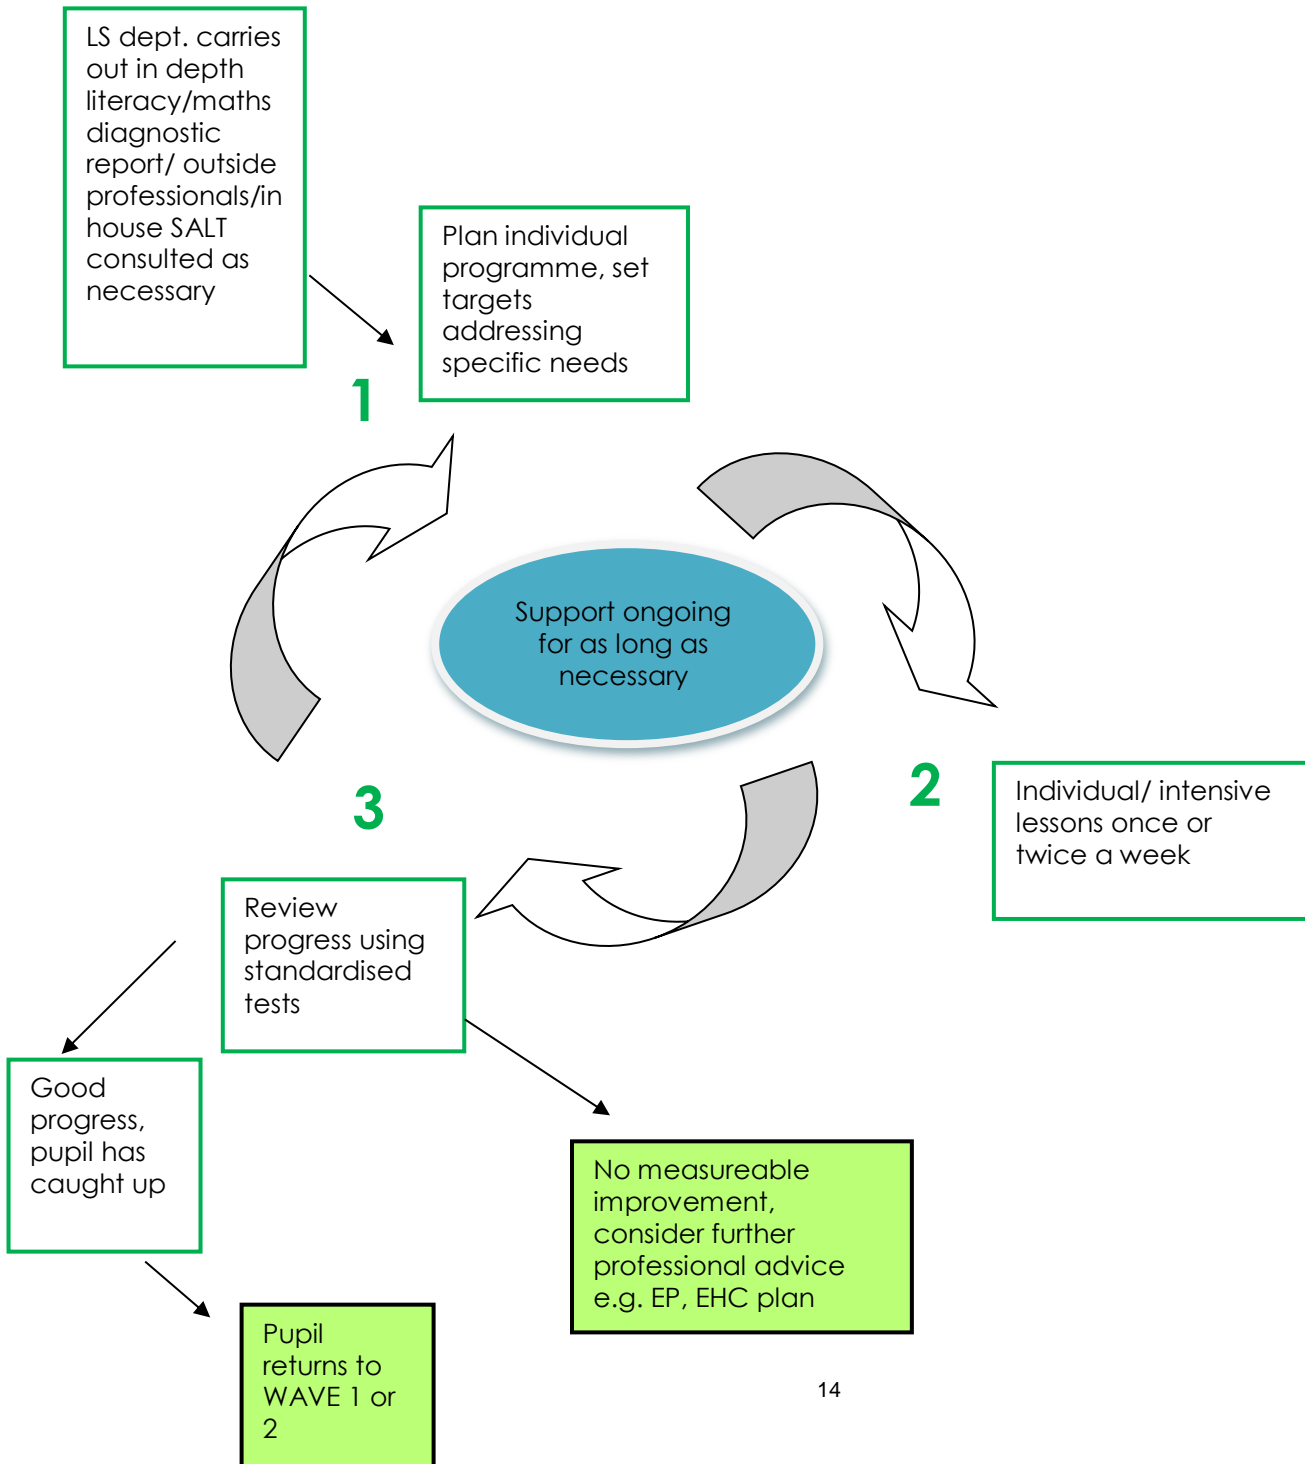 LS dept. carries
out in depth
literacy/maths
diagnostic
report/ outside
professionals/in
house SALT
consulted as
necessary
Plan individual
programme, set
targets
addressing
specific needs
1
Support ongoing
for as long as
necessary
2
Individual/ intensive
lessons once or
twice a week
3
Review
progress using
standardised
tests
Good
progress,
pupil has
caught up
No measureable
improvement,
consider further
professional advice
e.g. EP, EHC plan
Pupil
returns to
WAVE 1 or
2
14